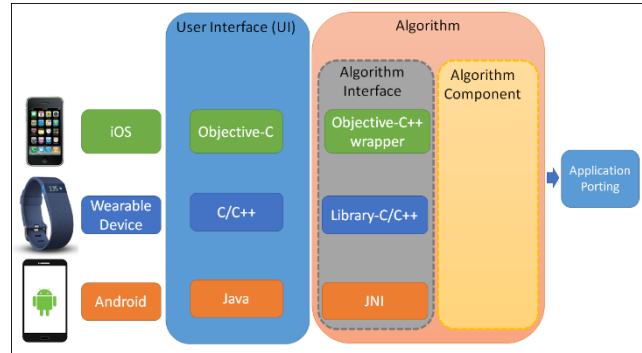 User Interface (UI)
Algorithm
Algorithm
Interface
Algorithm
Component
iOS
Objective-C
Objective-C++
wrapper
Wearable
Device
C/C++
Library-C/C++
Application
Porting
Android
Java
JNI